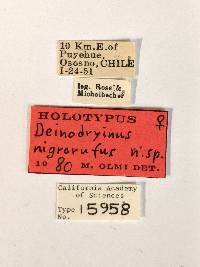 10 Km.E.of
Puyehue,
Ososno,CHILE
I-24-51
leg. Ross&
Michelbacher
HOLOTYPUS ♀
Deinodryinus
nigrorufus n.sp.
1980 M. OLMI DET.
California Academy
of Sciences
Type
No. 15958